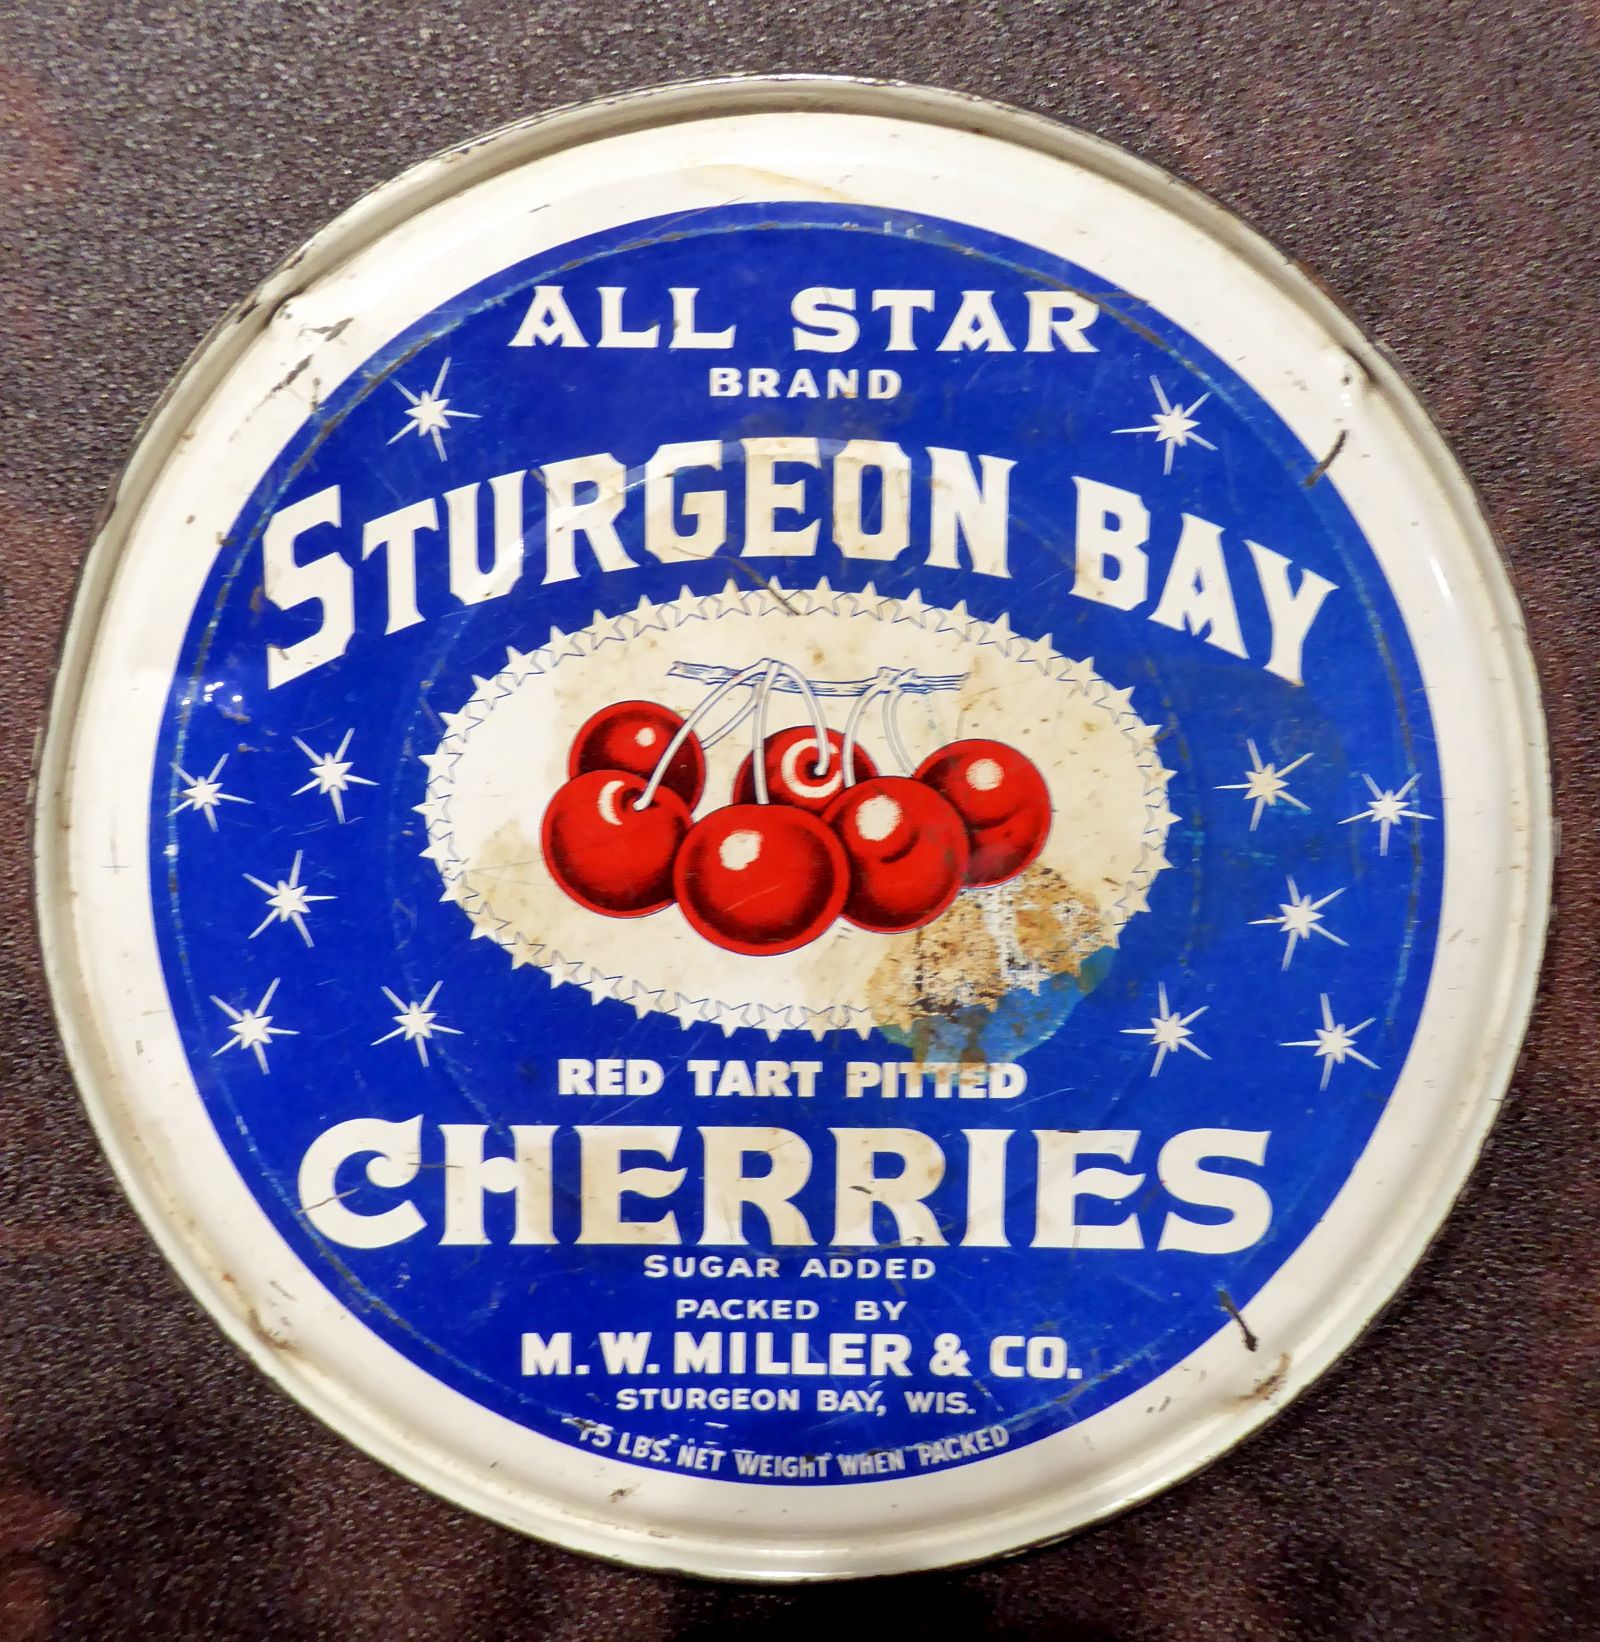 ALL STAR
BRAND
STURGEON BAY
RED TART PITTED
CHERRIES
SUGAR ADDED
PACKED BY
M. W. MILLER & CO.
STURGEON BAY, WIS.
LBS. NET WEIGHT WHEN PACKED